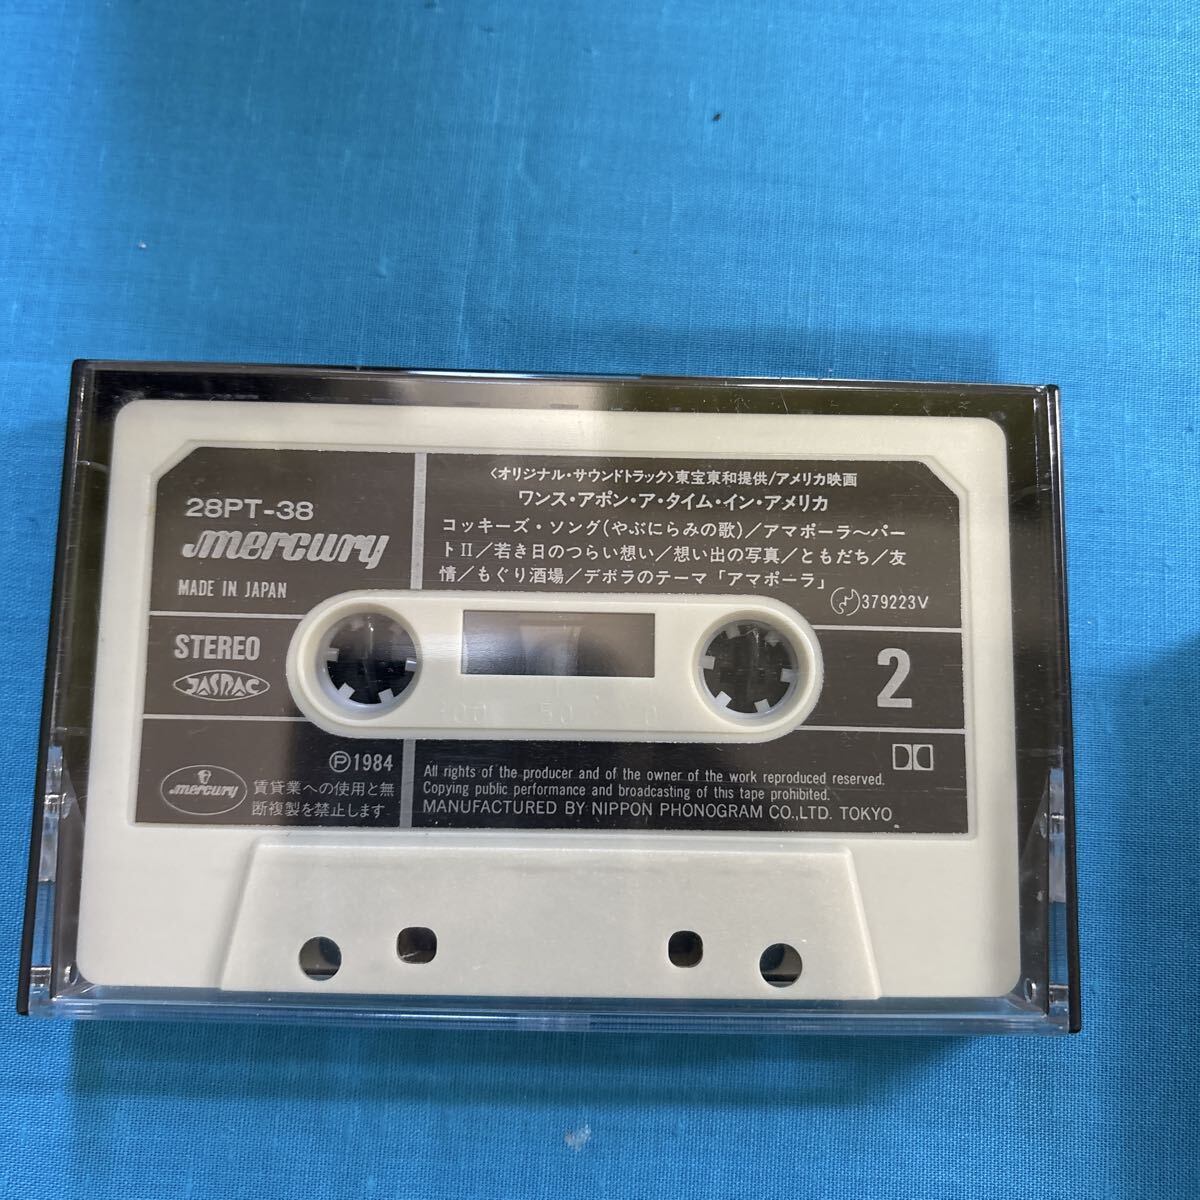 28PT-38
mercury
MADE IN JAPAN
〈オリジナル・サウンドトラック〉東宝東和提供/アメリカ映画
ワンス・アポン・ア・タイム・イン・アメリカ
コッキーズ・ソング(やぶにらみの歌)／アマポーラ〜パー
トII／若き日のつらい想い／想い出の写真／ともだち／友
情／もぐり酒場／デボラのテーマ「アマポーラ」
379223V
STEREO
JASRAC
2
100 50 0
Ⓟ1984
mercury
賃貸業への使用と無
断複製を禁止します
All rights of the producer and of the owner of the work reproduced reserved.
Copying public performance and broadcasting of this tape prohibited.
MANUFACTURED BY NIPPON PHONOGRAM CO.,LTD. TOKYO